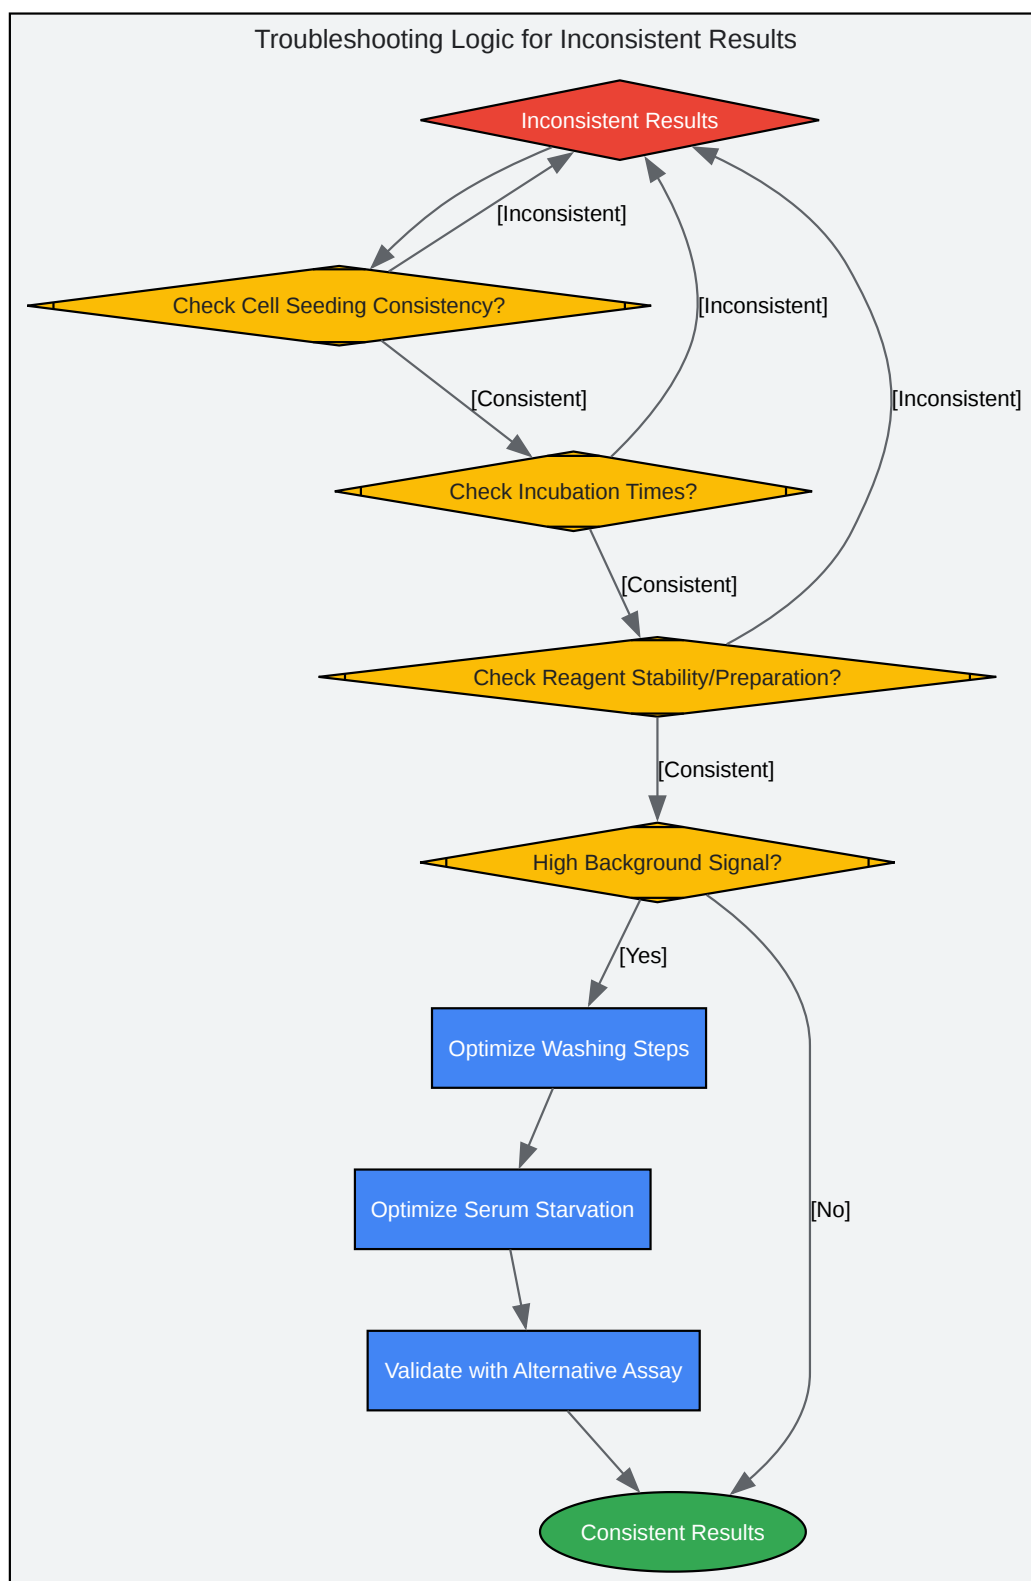 Troubleshooting Logic for Inconsistent Results
Inconsistent Results
[Inconsistent]
Check Cell Seeding Consistency?
[Inconsistent]
[Consistent]
[Inconsistent]
Check Incubation Times?
[Consistent]
Check Reagent Stability/Preparation?
[Consistent]
High Background Signal?
[Yes]
Optimize Washing Steps
Optimize Serum Starvation
[No]
Validate with Alternative Assay
Consistent Results